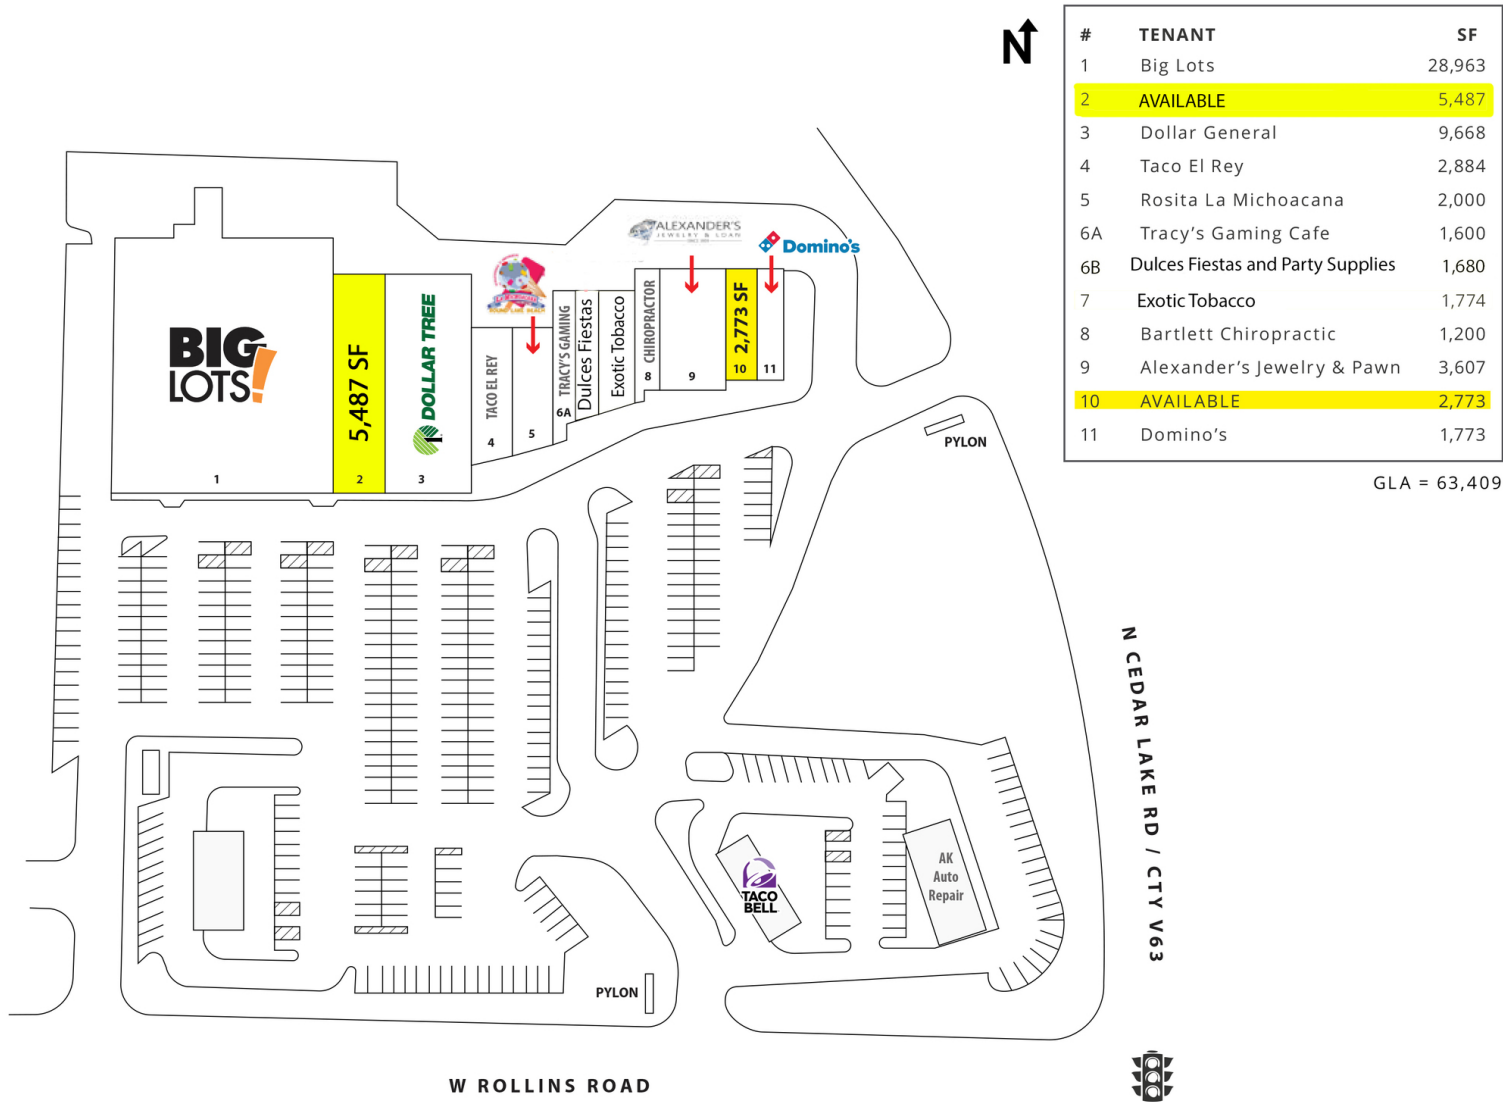 N
# TENANT SF
1 Big Lots 28,963
2 AVAILABLE 5,487
3 Dollar General 9,668
4 Taco El Rey 2,884
5 Rosita La Michoacana 2,000
6A Tracy's Gaming Cafe 1,600
6B Dulces Fiestas and Party Supplies 1,680
7 Exotic Tobacco 1,774
8 Bartlett Chiropractic 1,200
9 Alexander's Jewelry & Pawn 3,607
10 AVAILABLE 2,773
11 Domino's 1,773
GLA = 63,409
ALEXANDER'S
JEWELRY & LOAN
Domino's
BIG
LOTS!
1
5,487 SF
2
DOLLAR TREE
3
TACO EL REY
4
5
TRACY'S GAMING
6A
Dulces Fiestas
Exotic Tobacco
CHIROPRACTOR
8
9
2,773 SF
10
11
PYLON
N CEDAR LAKE RD / CTY V63
TACO
BELL
AK
Auto
Repair
PYLON
W ROLLINS ROAD